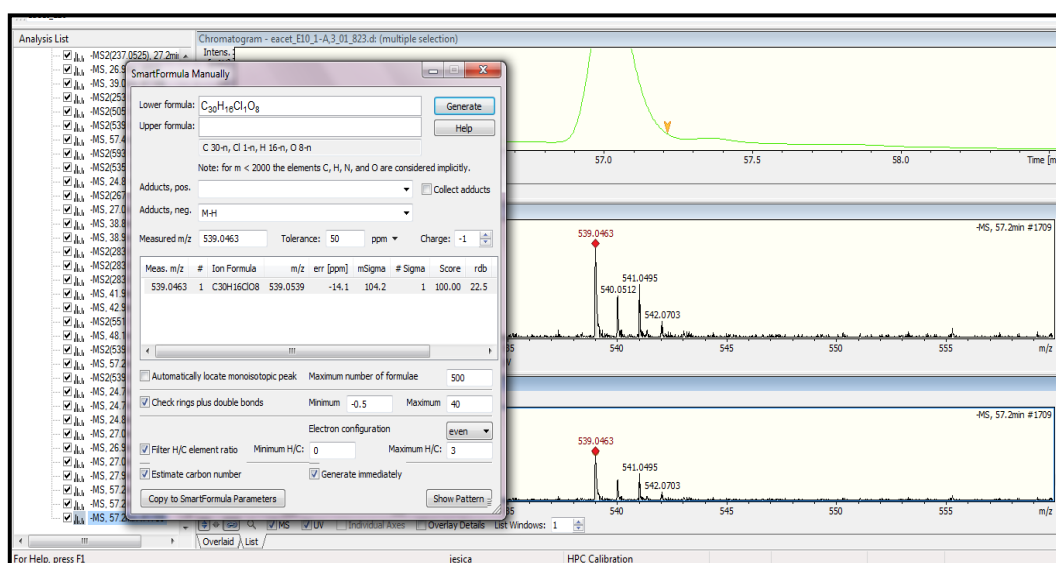 Analysis List
-MS2(237.0525), 27.2min
-MS, 26.9
-MS, 39.0
-MS2(253
-MS2(505
-MS2(539
-MS, 57.4
-MS2(593
-MS2(535
-MS, 24.8
-MS2(267
-MS, 27.0
-MS, 38.8
-MS, 38.9
-MS2(283
-MS2(283
-MS2(283
-MS, 41.9
-MS, 42.9
-MS2(551
-MS, 48.1
-MS2(539
-MS, 57.2
-MS2(539
-MS, 24.7
-MS, 24.7
-MS, 24.8
-MS, 27.0
-MS, 26.9
-MS, 27.0
-MS, 27.9
-MS, 57.2
-MS, 57.2
-MS, 57.2
Chromatogram - eacet_E10_1-A,3_01_823.d: (multiple selection)
Intens.
57.0 57.5 58.0 Time [m
SmartFormula Manually
Lower formula: C30H16Cl1O8 Generate
Upper formula: Help
C 30-n, Cl 1-n, H 16-n, O 8-n
Note: for m < 2000 the elements C, H, N, and O are considered implicitly.
Adducts, pos. Collect adducts
Adducts, neg. M-H
Measured m/z 539.0463 Tolerance: 50 ppm Charge: -1
Meas. m/z # Ion Formula m/z err [ppm] mSigma # Sigma Score rdb
539.0463 1 C30H16ClO8 539.0539 -14.1 104.2 1 100.00 22.5
Automatically locate monoisotopic peak Maximum number of formulae 500
Check rings plus double bonds Minimum -0.5 Maximum 40
Electron configuration even
Filter H/C element ratio Minimum H/C: 0 Maximum H/C: 3
Estimate carbon number Generate immediately
Copy to SmartFormula Parameters Show Pattern
-MS, 57.2min #1709
539.0463
541.0495
540.0512
542.0703
540 545 550 555 m/z
-MS, 57.2min #1709
539.0463
541.0495
542.0703
540 545 550 555 m/z
MS UV Individual Axes Overlay Details List Windows: 1
Overlaid List
For Help, press F1 jesica HPC Calibration